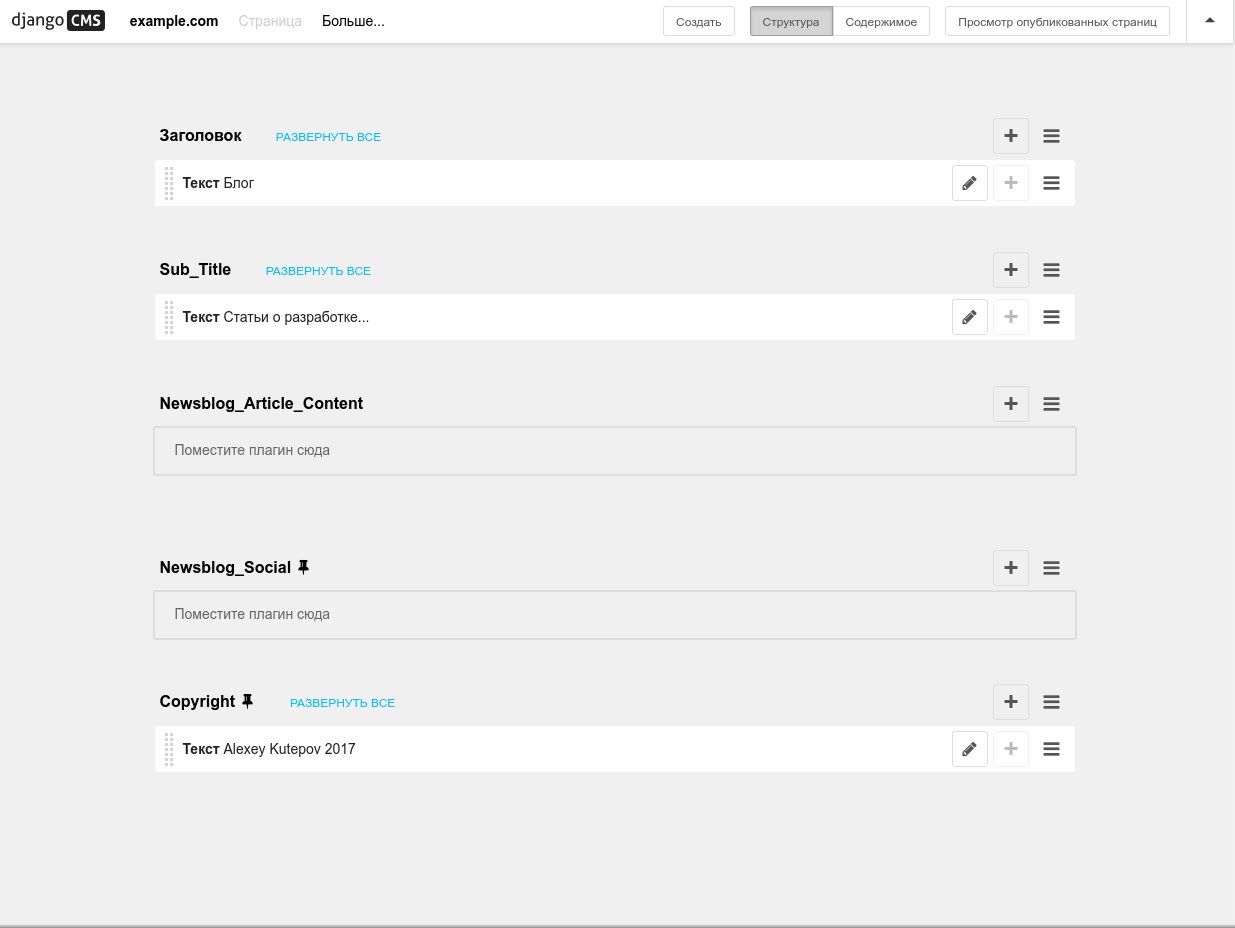 django CMS example.com Страница Больше... Создать Структура Содержимое Просмотр опубликованных страниц
Заголовок РАЗВЕРНУТЬ ВСЕ
Текст Блог
Sub_Title РАЗВЕРНУТЬ ВСЕ
Текст Статьи о разработке...
Newsblog_Article_Content
Поместите плагин сюда
Newsblog_Social
Поместите плагин сюда
Copyright РАЗВЕРНУТЬ ВСЕ
Текст Alexey Kutepov 2017